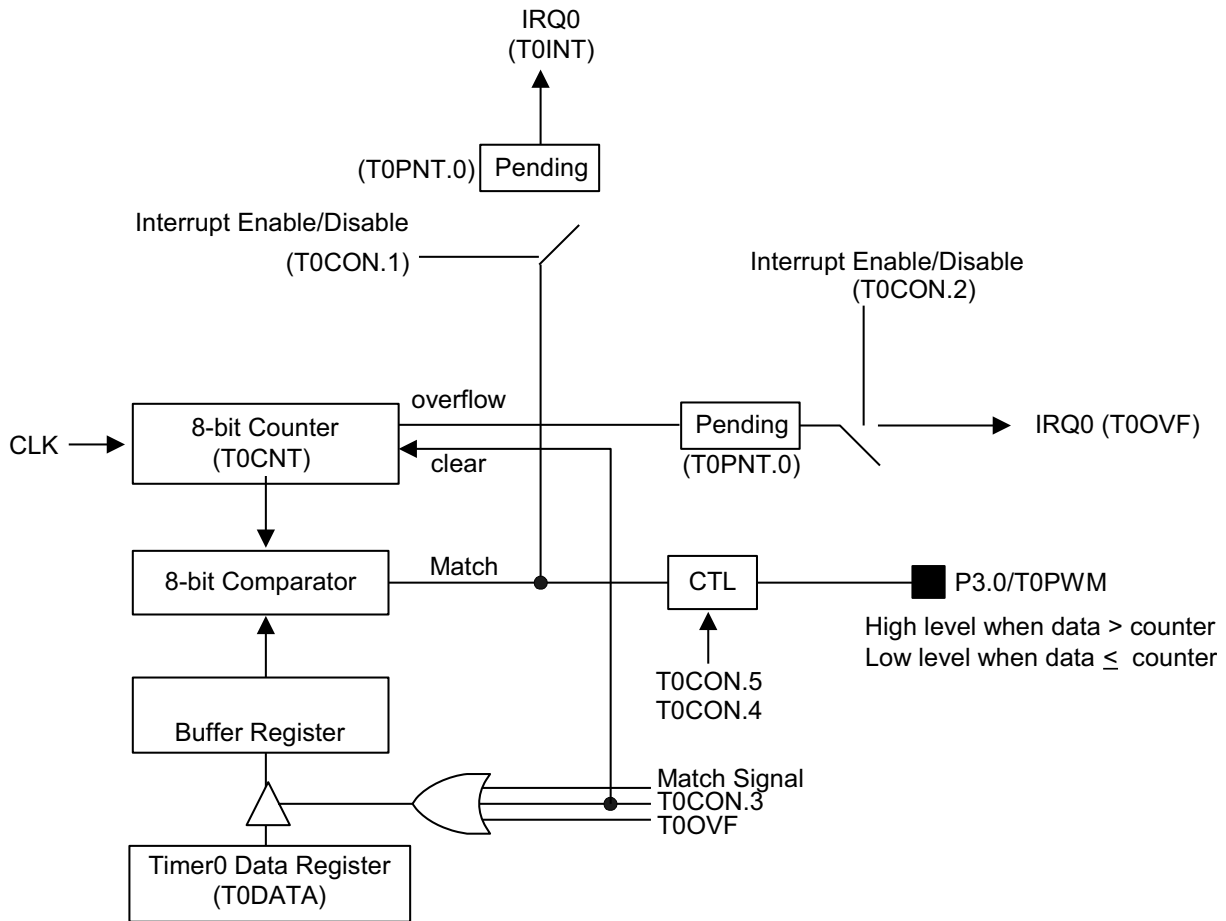 IRQ0
(T0INT)
(T0PNT.0)
Pending
Interrupt Enable/Disable
(T0CON.1)
Interrupt Enable/Disable
(T0CON.2)
CLK
8-bit Counter
(T0CNT)
overflow
clear
Pending
(T0PNT.0)
IRQ0 (T0OVF)
8-bit Comparator
Match
CTL
P3.0/T0PWM
High level when data > counter
Low level when data ≤ counter
T0CON.5
T0CON.4
Buffer Register
Match Signal
T0CON.3
T0OVF
Timer0 Data Register
(T0DATA)